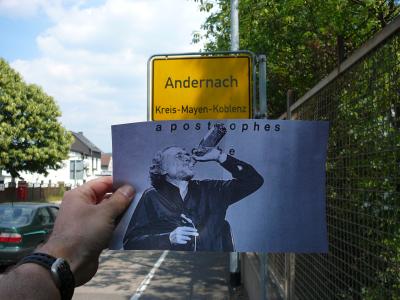 Andernach
Kreis-Mayen-Koblenz
apostrophes
e